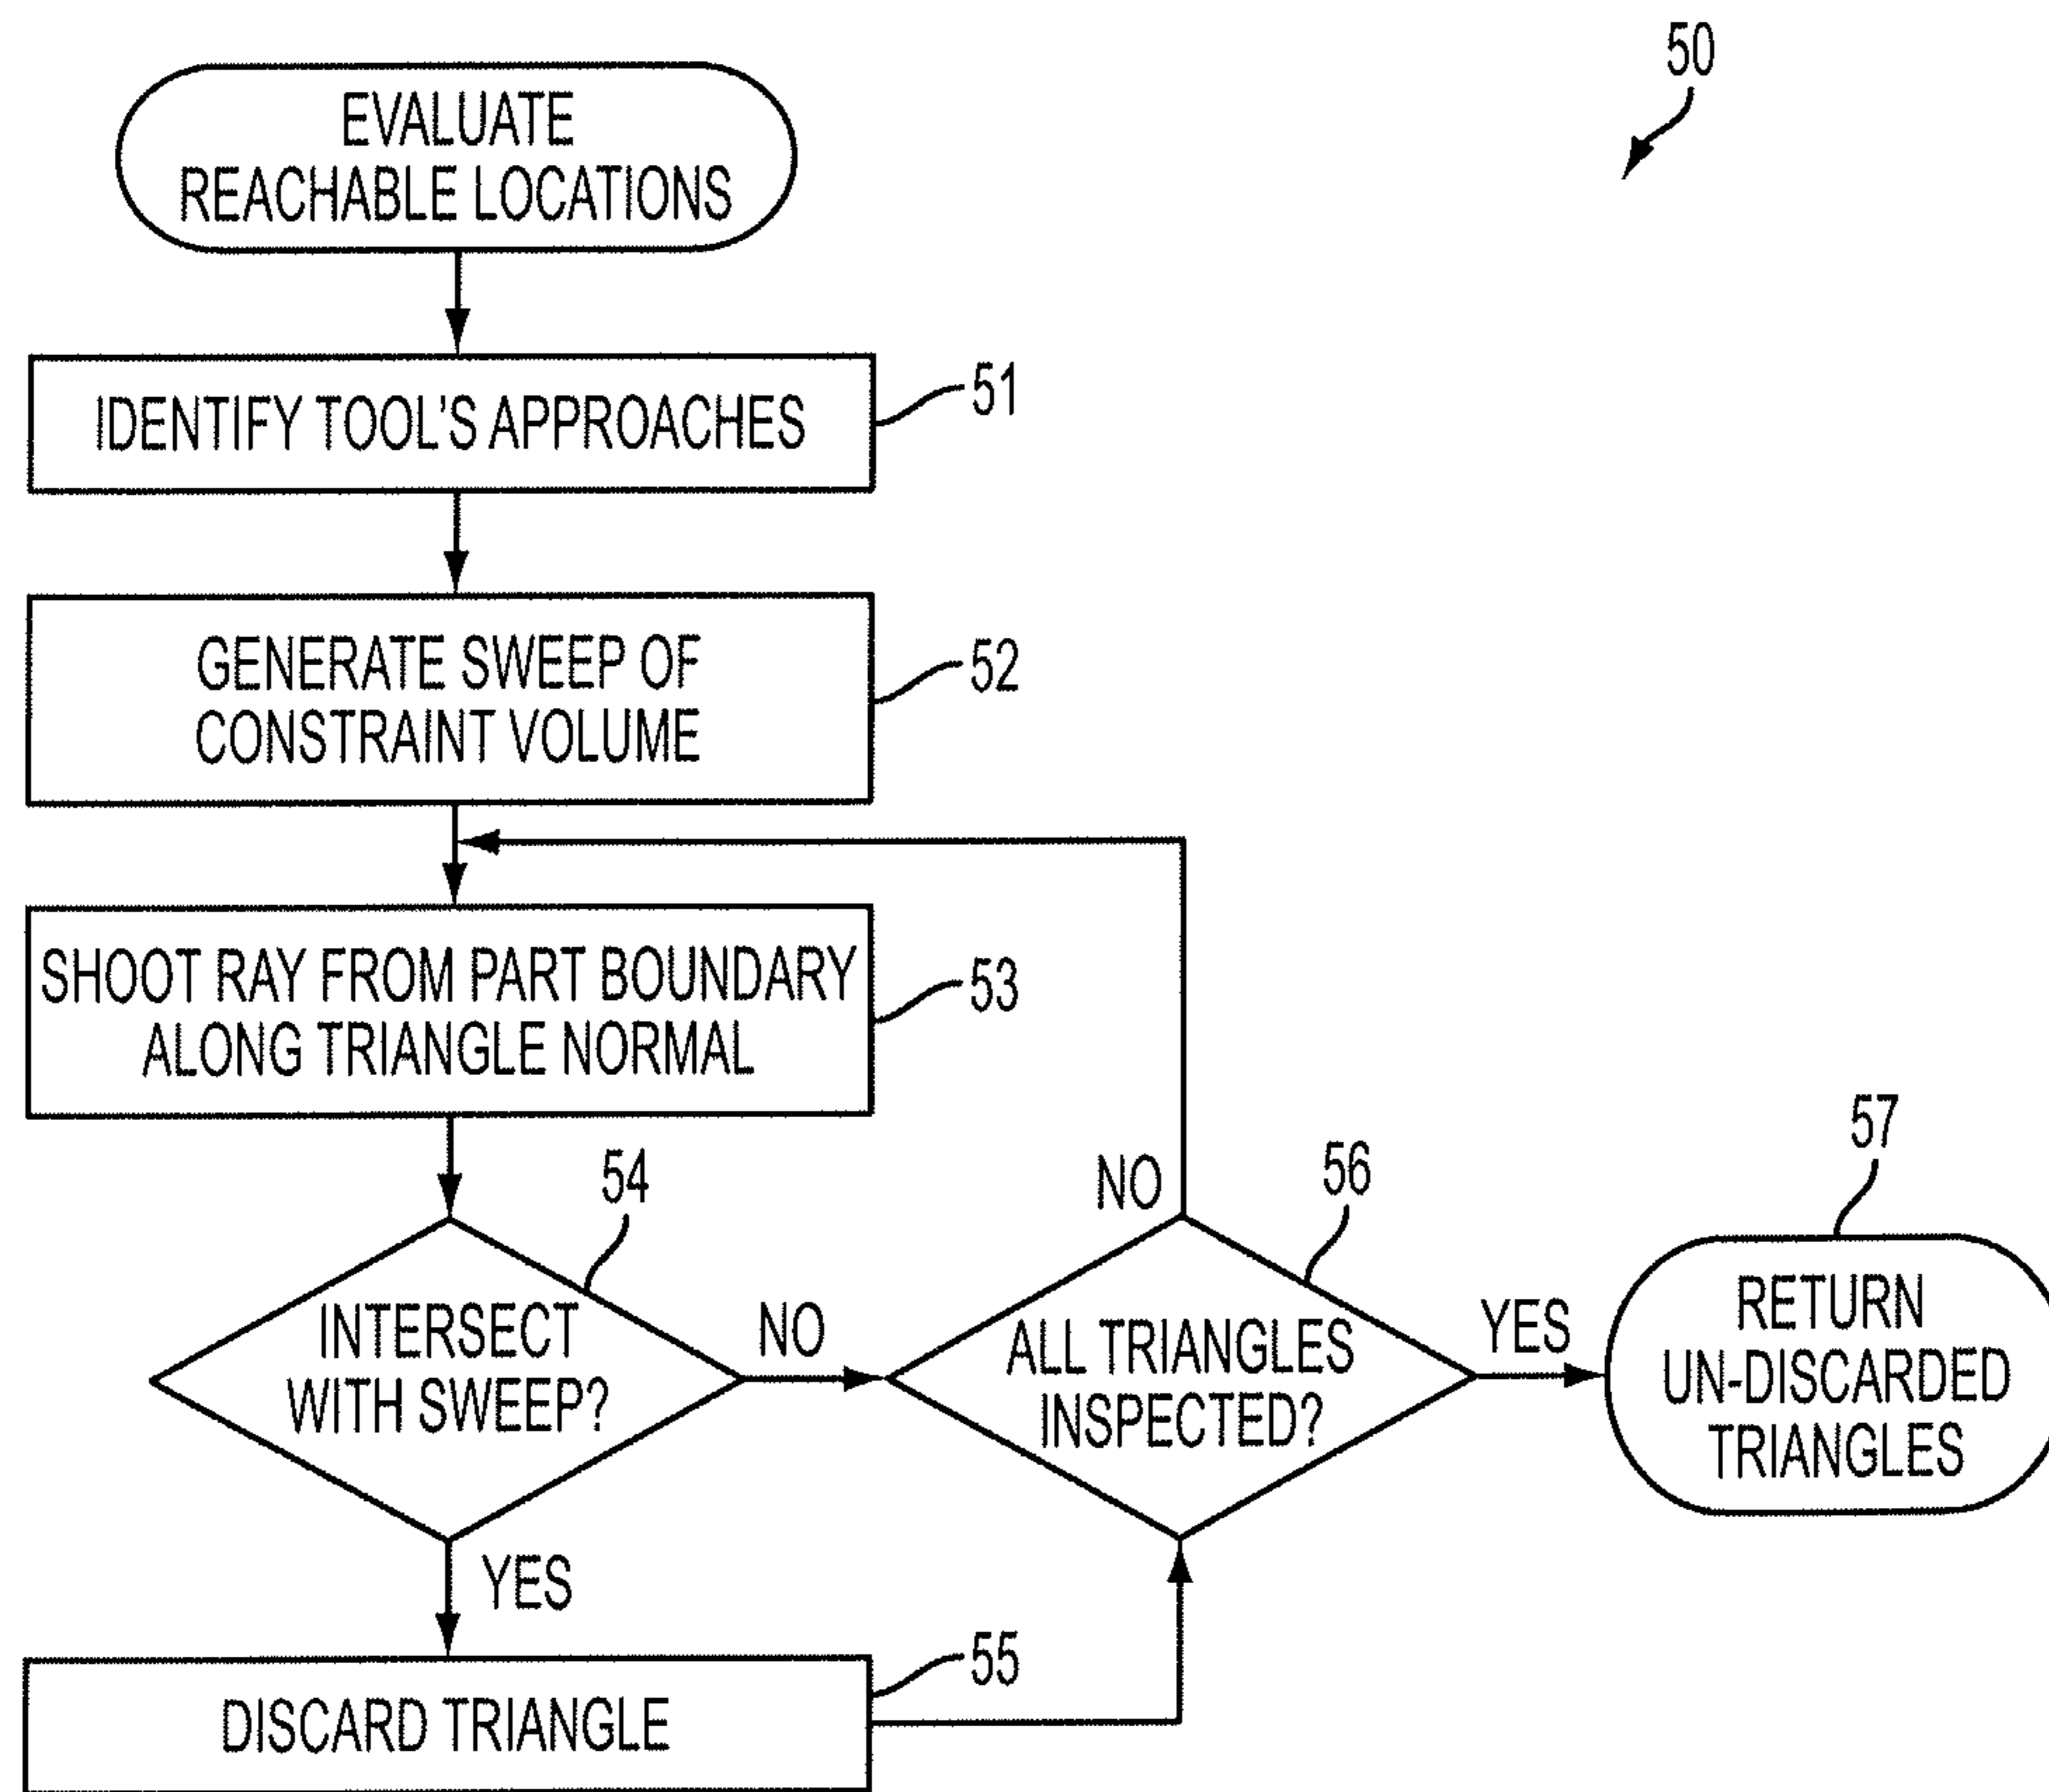 50
EVALUATE
REACHABLE LOCATIONS
IDENTIFY TOOL'S APPROACHES
51
GENERATE SWEEP OF
CONSTRAINT VOLUME
52
SHOOT RAY FROM PART BOUNDARY
ALONG TRIANGLE NORMAL
53
54
INTERSECT
WITH SWEEP?
NO
YES
DISCARD TRIANGLE
55
NO
56
ALL TRIANGLES
INSPECTED?
YES
57
RETURN
UN-DISCARDED
TRIANGLES